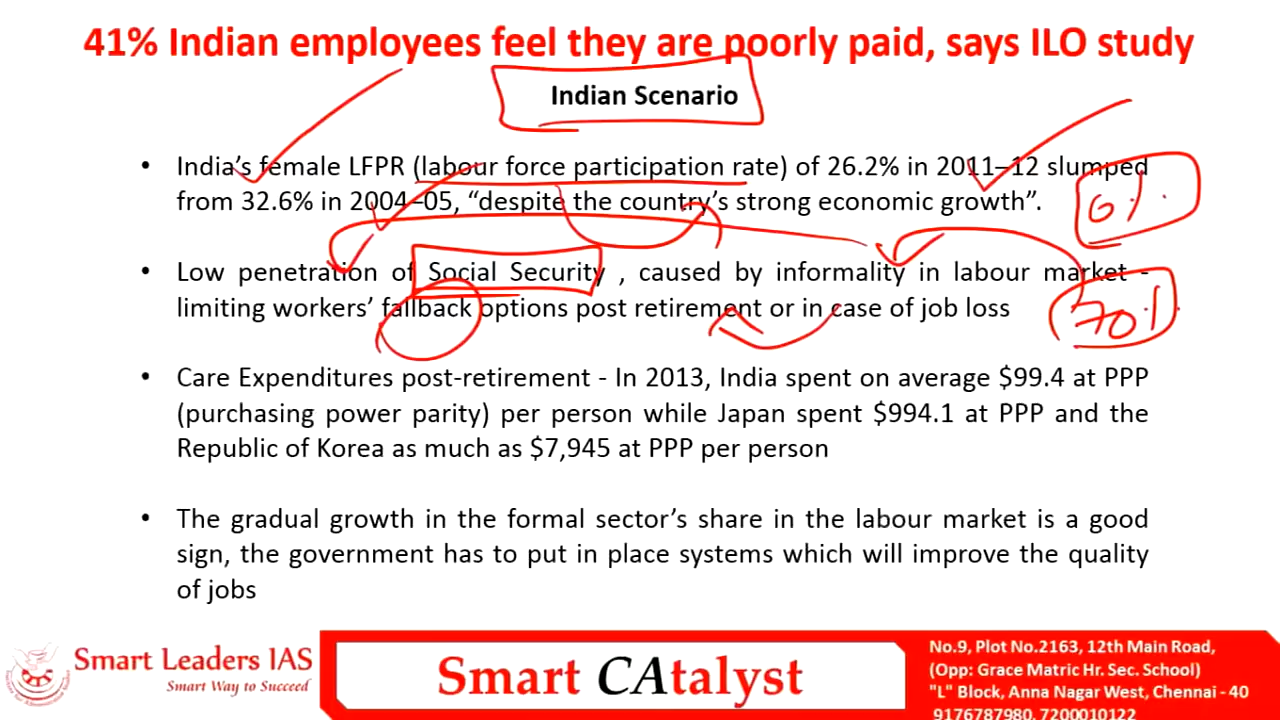 41% Indian employees feel they are poorly paid, says ILO study
Indian Scenario
• India's female LFPR (labour force participation rate) of 26.2% in 2011–12 slumped
from 32.6% in 2004–05, “despite the country's strong economic growth”.
6%
• Low penetration of Social Security , caused by informality in labour market -
limiting workers' fallback options post retirement or in case of job loss
70%
• Care Expenditures post-retirement - In 2013, India spent on average $99.4 at PPP
(purchasing power parity) per person while Japan spent $994.1 at PPP and the
Republic of Korea as much as $7,945 at PPP per person
• The gradual growth in the formal sector's share in the labour market is a good
sign, the government has to put in place systems which will improve the quality
of jobs
Smart Leaders IAS
Smart Way to Succeed
Smart CAtalyst
No.9, Plot No.2163, 12th Main Road,
(Opp: Grace Matric Hr. Sec. School)
"L" Block, Anna Nagar West, Chennai - 40
9176787980, 7200010122